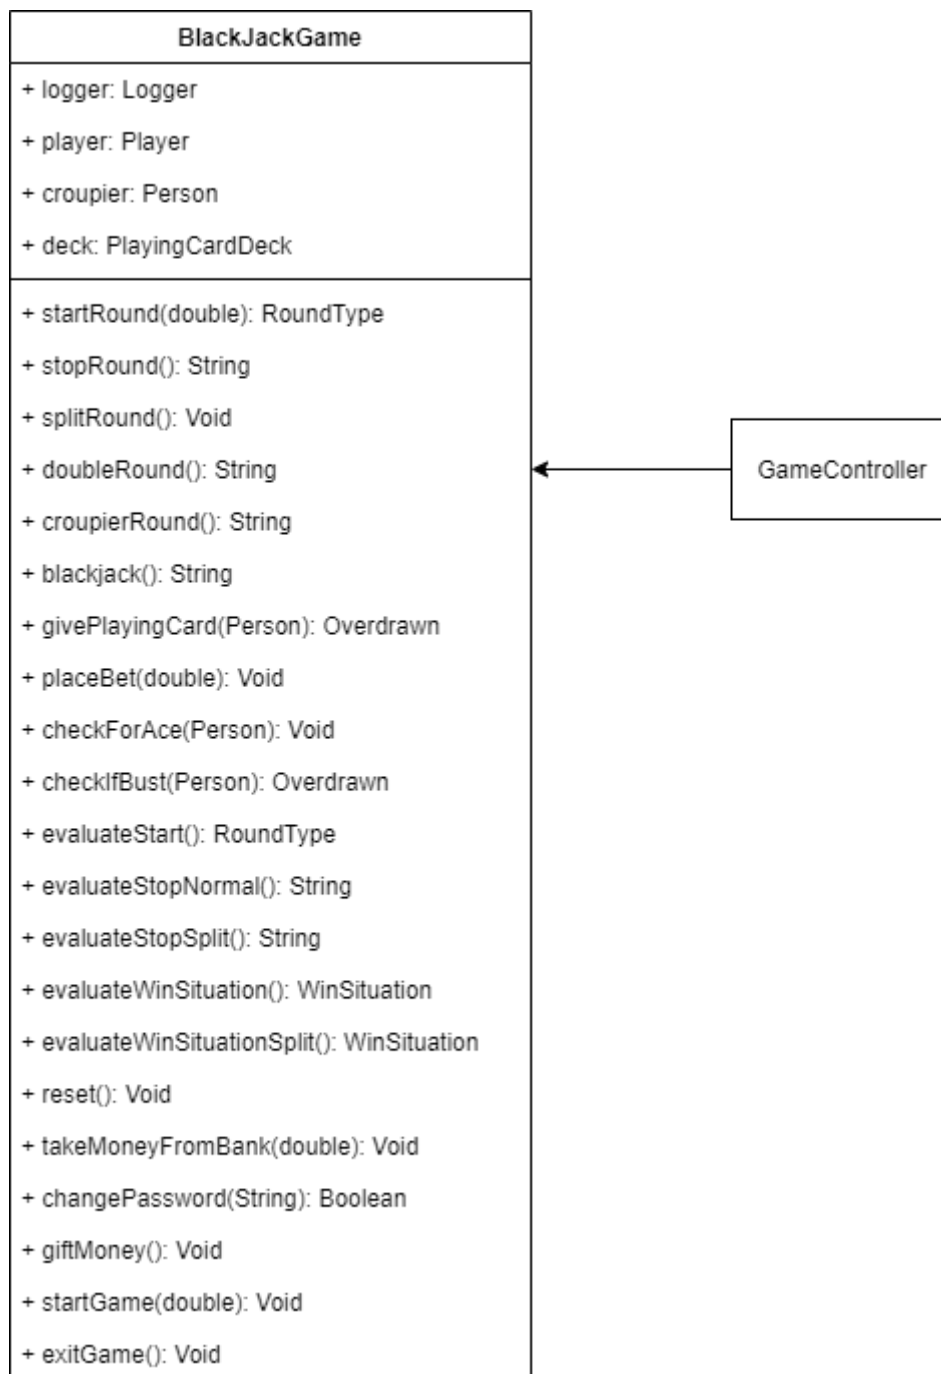 BlackJackGame
+ logger: Logger
+ player: Player
+ croupier: Person
+ deck: PlayingCardDeck
+ startRound(double): RoundType
+ stopRound(): String
+ splitRound(): Void
+ doubleRound(): String
+ croupierRound(): String
+ blackjack(): String
+ givePlayingCard(Person): Overdrawn
+ placeBet(double): Void
+ checkForAce(Person): Void
+ checkIfBust(Person): Overdrawn
+ evaluateStart(): RoundType
+ evaluateStopNormal(): String
+ evaluateStopSplit(): String
+ evaluateWinSituation(): WinSituation
+ evaluateWinSituationSplit(): WinSituation
+ reset(): Void
+ takeMoneyFromBank(double): Void
+ changePassword(String): Boolean
+ giftMoney(): Void
+ startGame(double): Void
+ exitGame(): Void
GameController